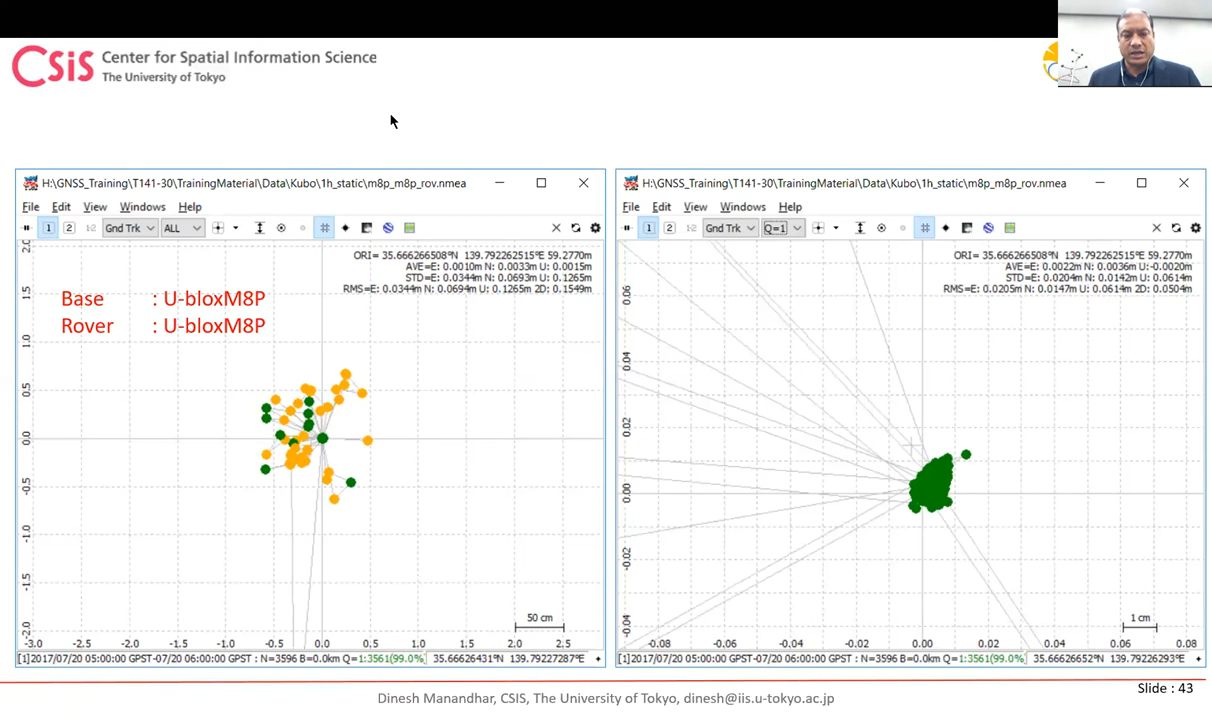 CSiS Center for Spatial Information Science
The University of Tokyo
H:\GNSS_Training\T141-30\TrainingMaterial\Data\Kubo\1h_static\m8p_m8p_rov.nmea
File Edit View Windows Help
1 2 1-2 Gnd Trk ALL
ORI= 35.666266508°N 139.792262515°E 59.2770m
AVE=E: 0.0010m N: 0.0033m U: 0.0015m
STD=E: 0.0344m N: 0.0693m U: 0.1265m
RMS=E: 0.0344m N: 0.0694m U: 0.1265m 2D: 0.1549m
Base : U-bloxM8P
Rover : U-bloxM8P
2.0
1.5
1.0
0.5
0.0
-0.5
-1.0
-1.5
-2.0
50 cm
-3.0 -2.5 -2.0 -1.5 -1.0 -0.5 0.0 0.5 1.0 1.5 2.0 2.5
[1]2017/07/20 05:00:00 GPST-07/20 06:00:00 GPST : N=3596 B=0.0km Q=1:3561(99.0%) 35.66626431°N 139.79227287°E
H:\GNSS_Training\T141-30\TrainingMaterial\Data\Kubo\1h_static\m8p_m8p_rov.nmea
File Edit View Windows Help
1 2 1-2 Gnd Trk Q=1
ORI= 35.666266508°N 139.792262515°E 59.2770m
AVE=E: 0.0022m N: 0.0036m U:-0.0020m
STD=E: 0.0204m N: 0.0142m U: 0.0614m
RMS=E: 0.0205m N: 0.0147m U: 0.0614m 2D: 0.0504m
0.06
0.04
0.02
0.00
-0.02
-0.04
1 cm
-0.08 -0.06 -0.04 -0.02 0.00 0.02 0.04 0.06 0.08
[1]2017/07/20 05:00:00 GPST-07/20 06:00:00 GPST : N=3596 B=0.0km Q=1:3561(99.0%) 35.66626652°N 139.79226293°E
Slide : 43
Dinesh Manandhar, CSIS, The University of Tokyo, dinesh@iis.u-tokyo.ac.jp